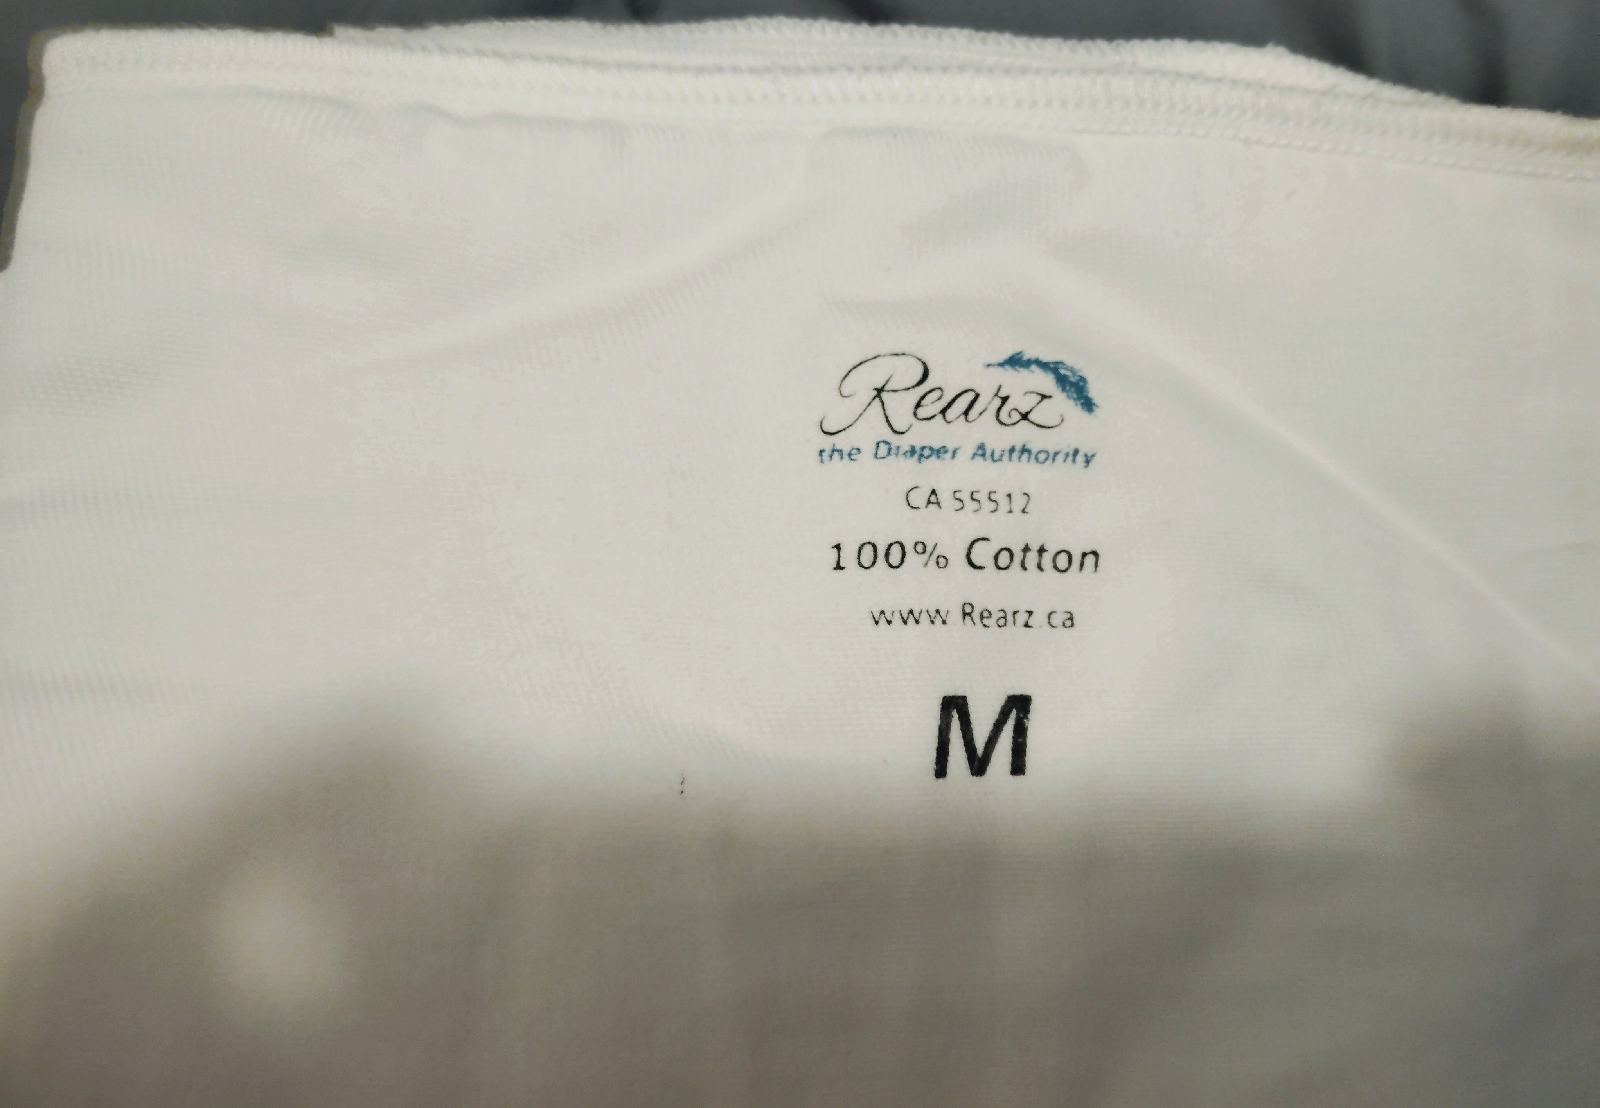 Rearz
the Diaper Authority
CA 55512
100% Cotton
www.Rearz.ca
M